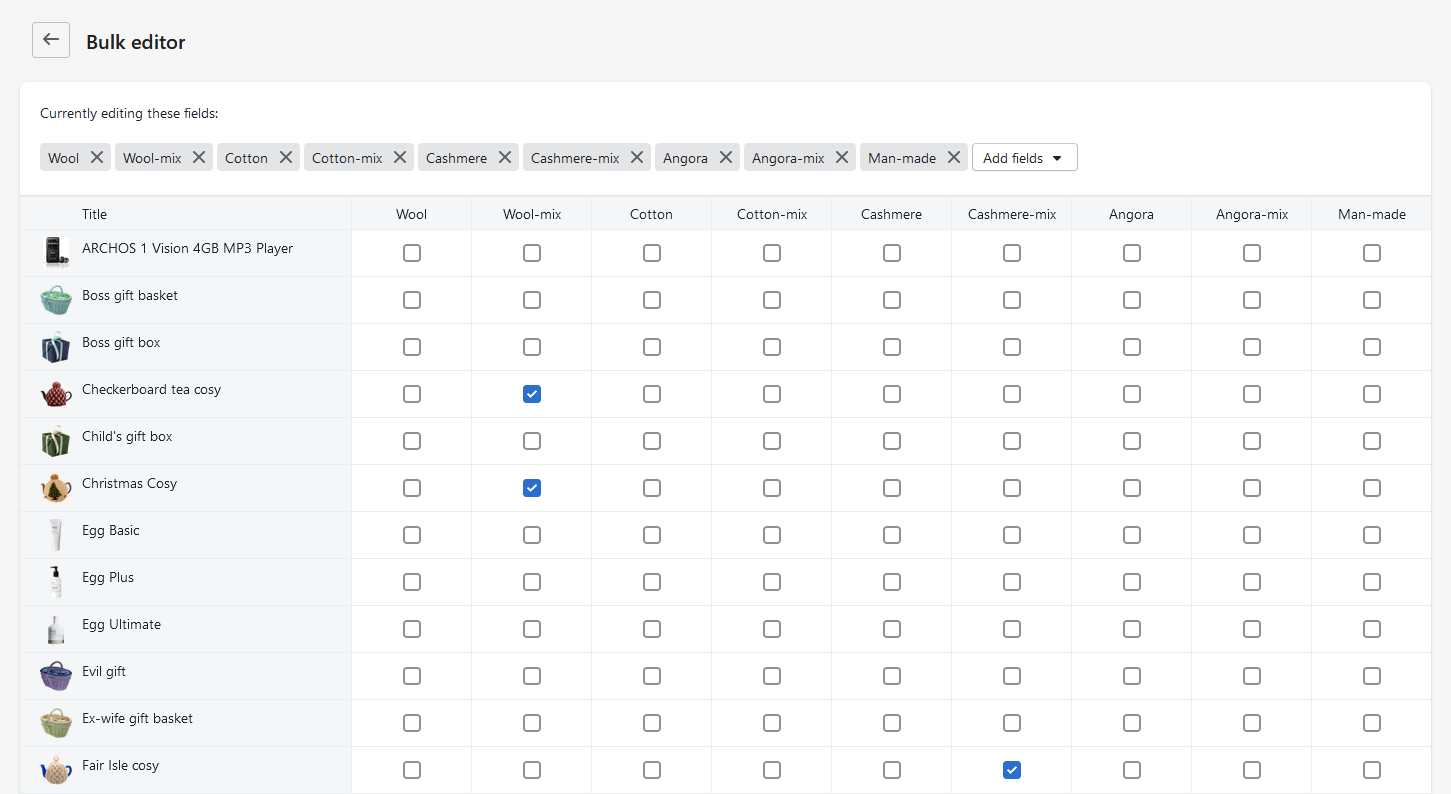 Bulk editor
Currently editing these fields:
Wool Wool-mix Cotton Cotton-mix Cashmere Cashmere-mix Angora Angora-mix Man-made Add fields
Title Wool Wool-mix Cotton Cotton-mix Cashmere Cashmere-mix Angora Angora-mix Man-made
ARCHOS 1 Vision 4GB MP3 Player
Boss gift basket
Boss gift box
Checkerboard tea cosy
Child's gift box
Christmas Cosy
Egg Basic
Egg Plus
Egg Ultimate
Evil gift
Ex-wife gift basket
Fair Isle cosy